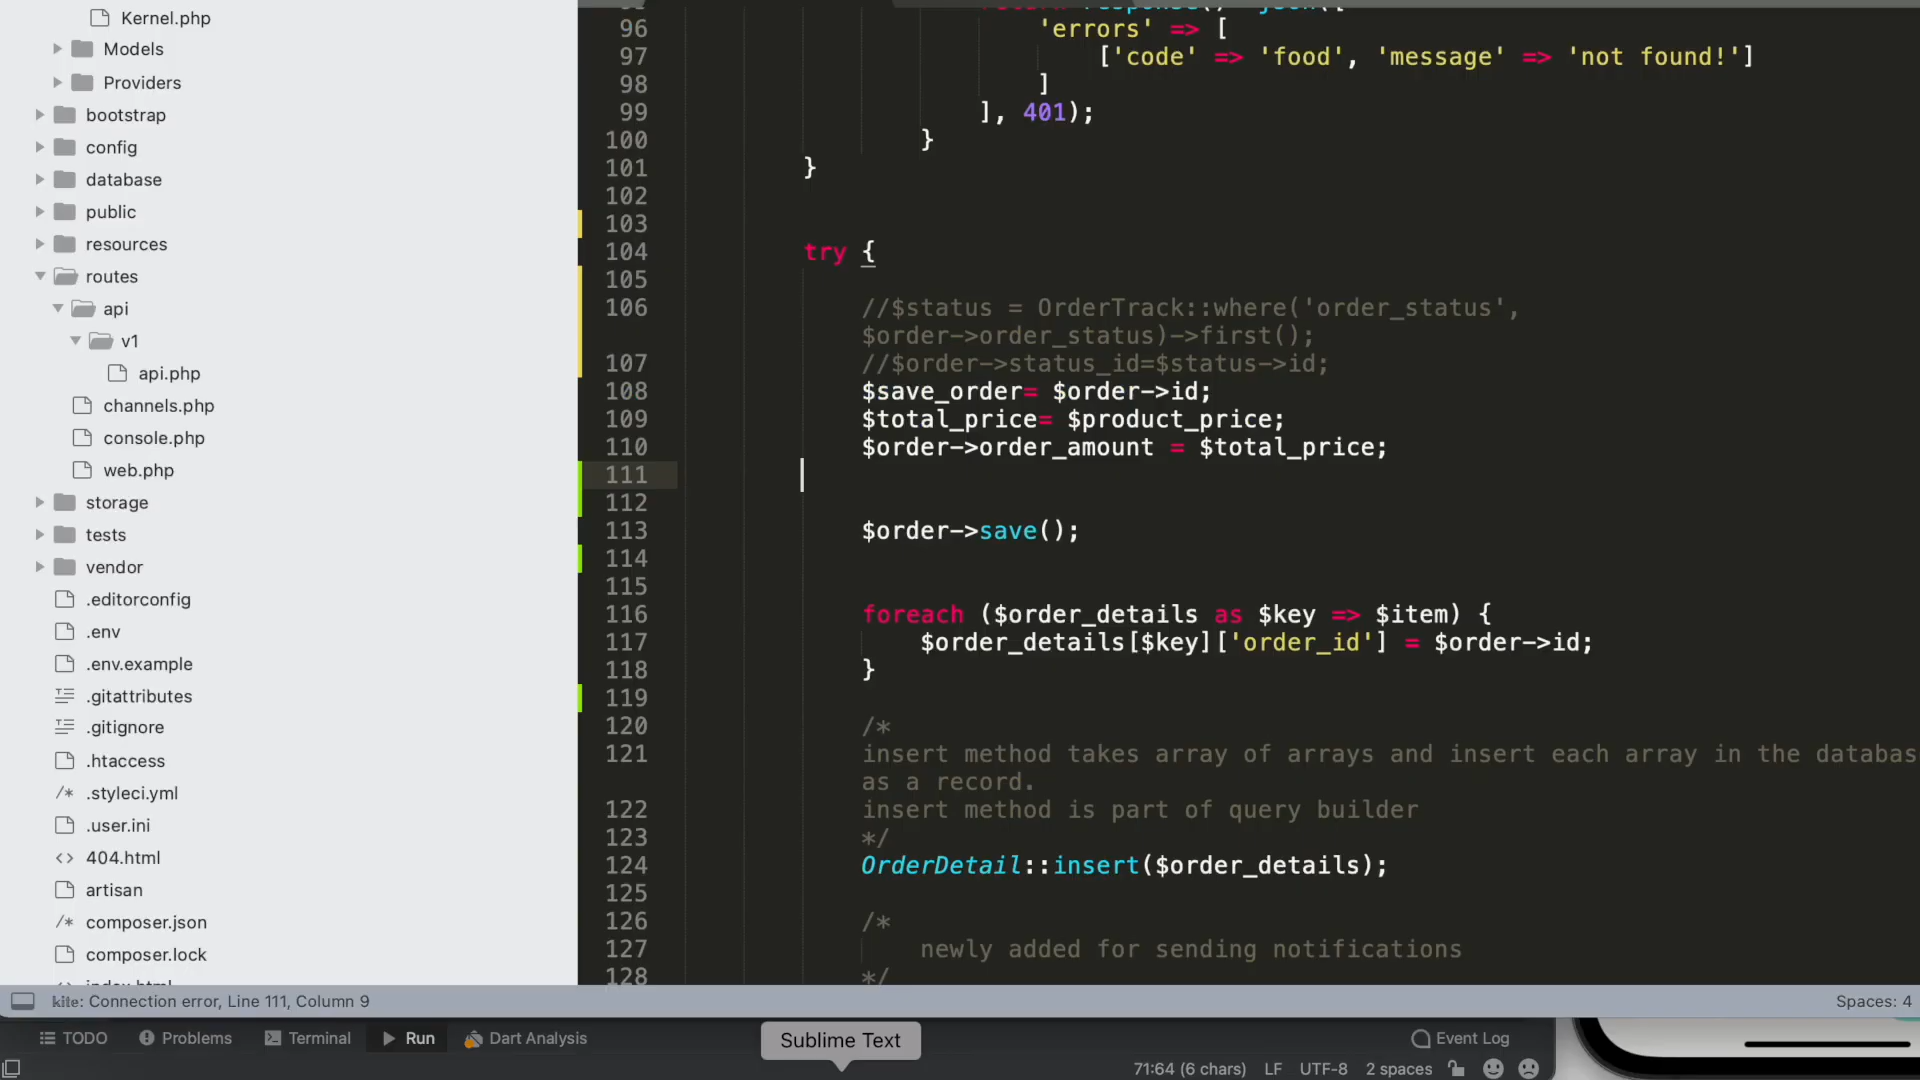 Kernel.php
Models
Providers
bootstrap
config
database
public
resources
routes
api
v1
api.php
channels.php
console.php
web.php
storage
tests
vendor
.editorconfig
.env
.env.example
.gitattributes
.gitignore
.htaccess
.styleci.yml
.user.ini
404.html
artisan
composer.json
composer.lock
96 'errors' => [
97 ['code' => 'food', 'message' => 'not found!']
98 ]
99 ], 401);
100 }
101 }
102
103
104 try {
105
106 //$status = OrderTrack::where('order_status',
$order->order_status)->first();
107 //$order->status_id=$status->id;
108 $save_order= $order->id;
109 $total_price= $product_price;
110 $order->order_amount = $total_price;
111
112
113 $order->save();
114
115
116 foreach ($order_details as $key => $item) {
117 $order_details[$key]['order_id'] = $order->id;
118 }
119
120 /*
121 insert method takes array of arrays and insert each array in the databas
as a record.
122 insert method is part of query builder
123 */
124 OrderDetail::insert($order_details);
125
126 /*
127 newly added for sending notifications
128 */
kite: Connection error, Line 111, Column 9
Spaces: 4
TODO
Problems
Terminal
Run
Dart Analysis
Sublime Text
Event Log
71:64 (6 chars)
LF
UTF-8
2 spaces